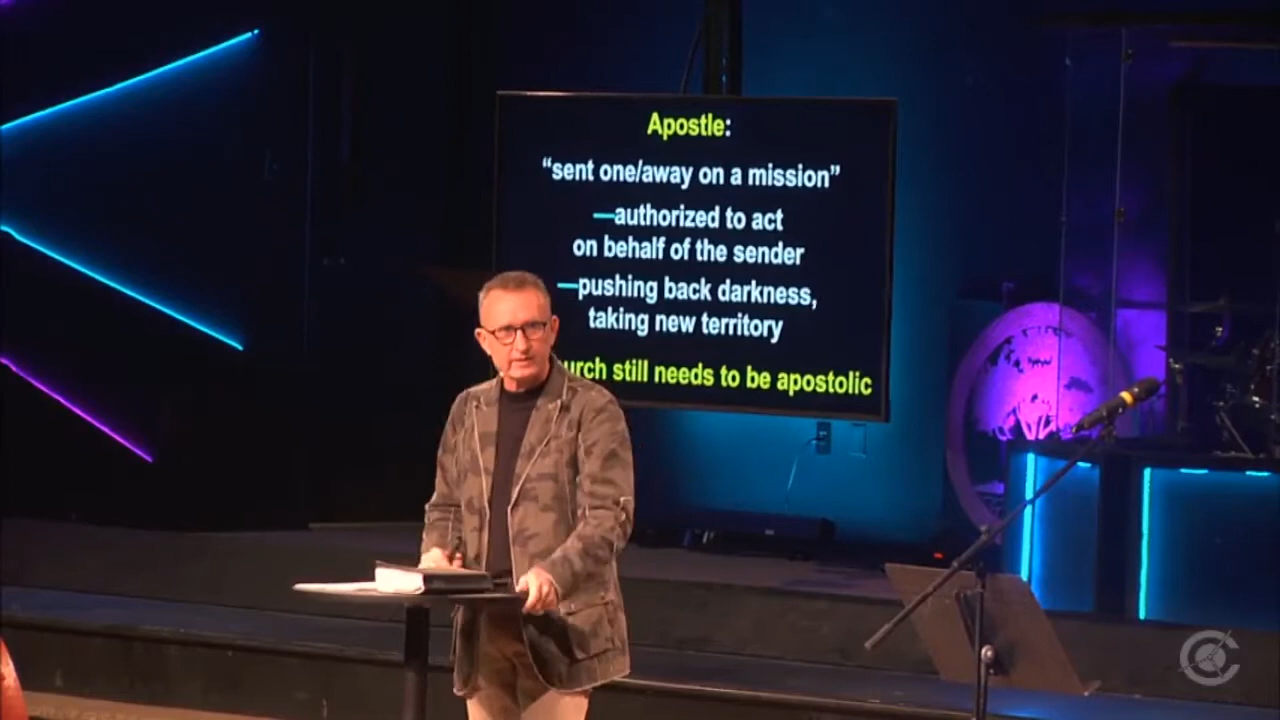 Apostle:
“sent one/away on a mission”
—authorized to act
on behalf of the sender
—pushing back darkness,
taking new territory
still needs to be apostolic